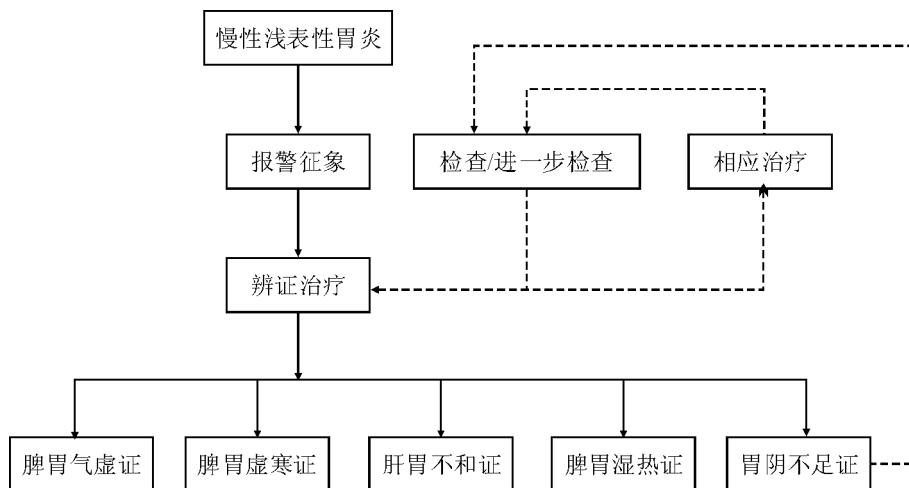 慢性浅表性胃炎
报警征象
检查/进一步检查
相应治疗
辨证治疗
脾胃气虚证
脾胃虚寒证
肝胃不和证
脾胃湿热证
胃阴不足证